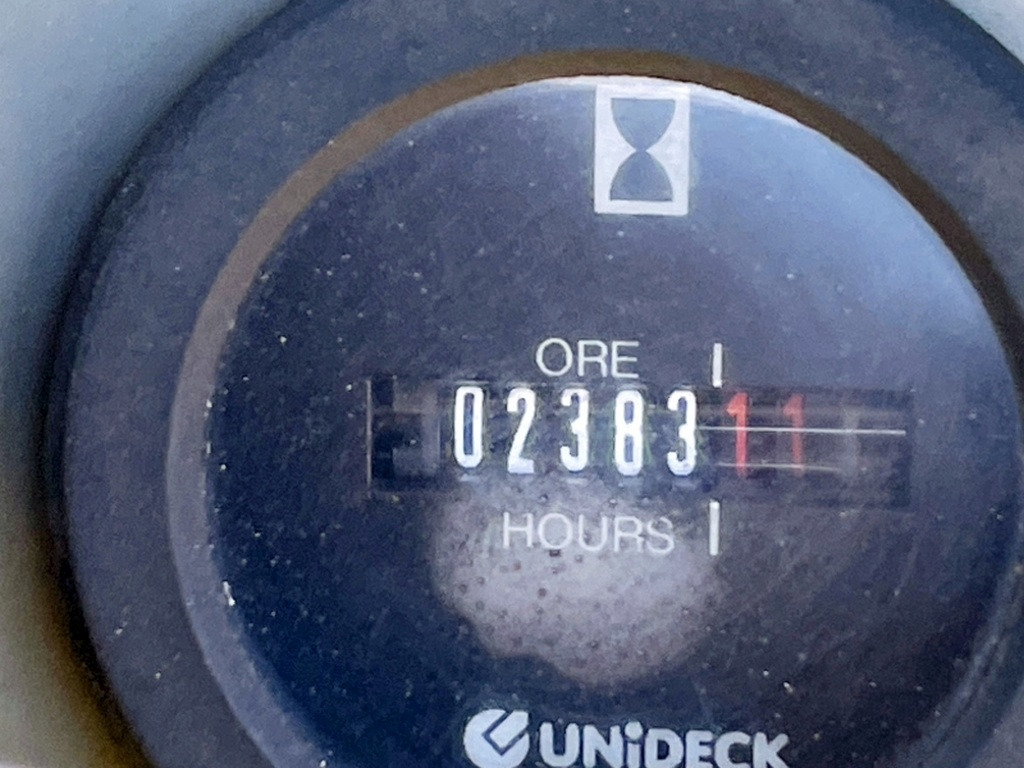 ORE
0238311
HOURS
UNiDECK